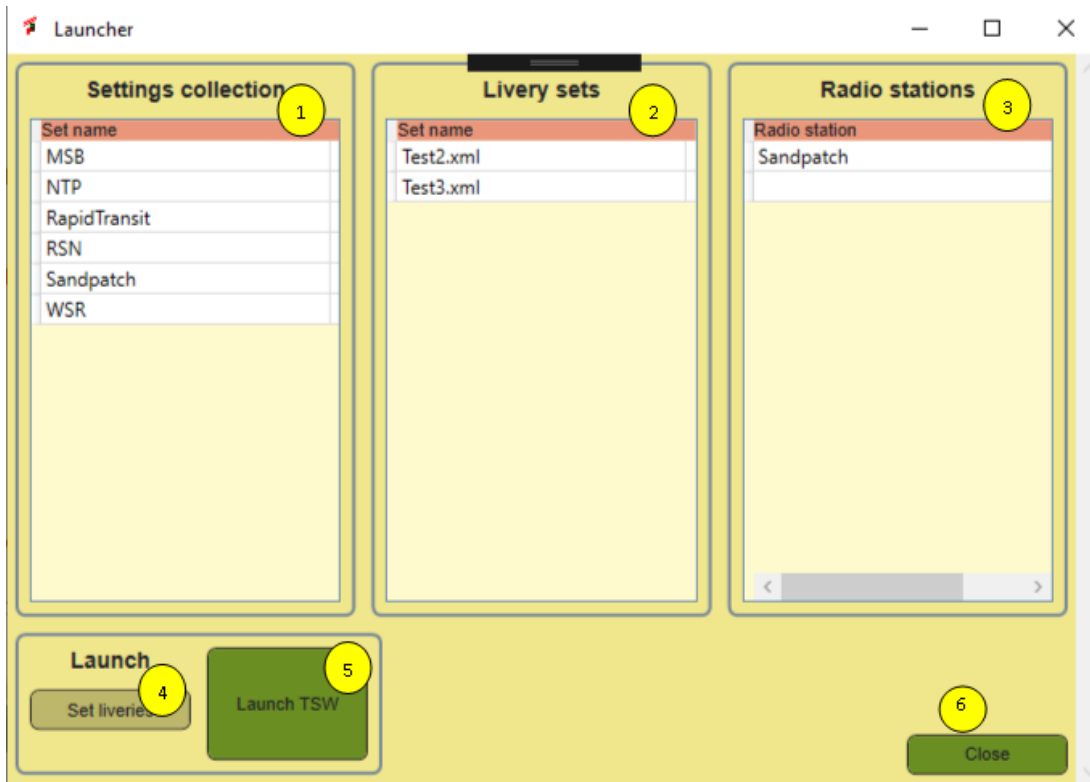 Launcher
Settings collection
1
Set name
MSB
NTP
RapidTransit
RSN
Sandpatch
WSR
Livery sets
2
Set name
Test2.xml
Test3.xml
Radio stations
3
Radio station
Sandpatch
Launch
4
Set liveries
5
Launch TSW
6
Close